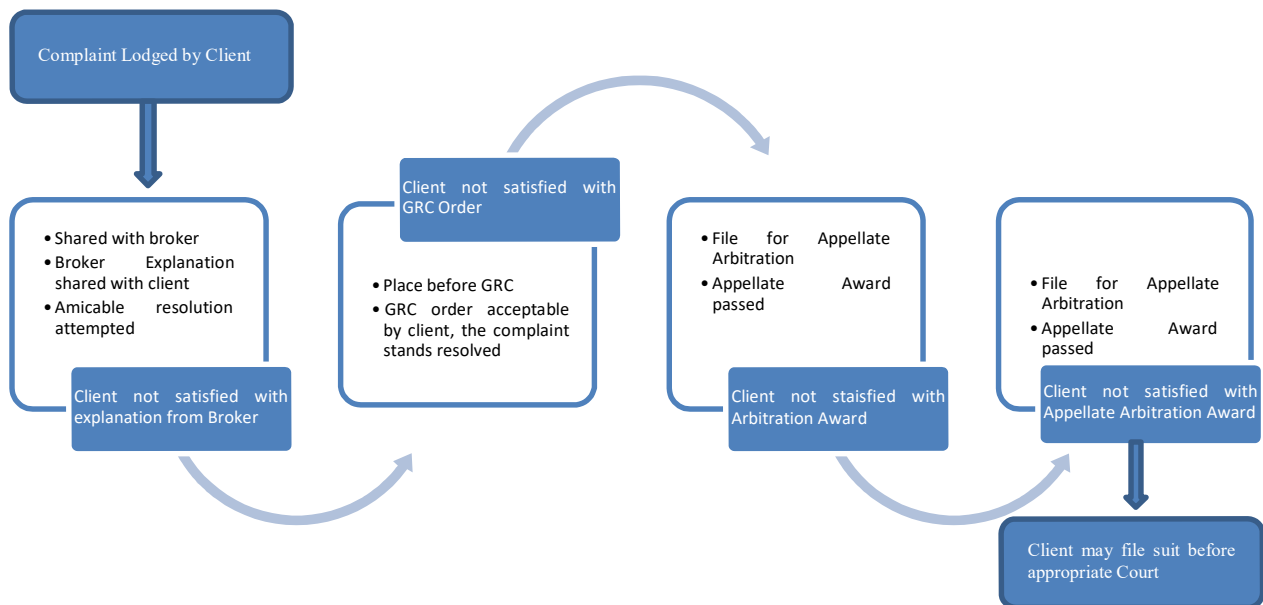 Complaint Lodged by Client
• Shared with broker
• Broker Explanation
shared with client
• Amicable resolution
attempted
Client not satisfied with
explanation from Broker
Client not satisfied with
GRC Order
• Place before GRC
• GRC order acceptable
by client, the complaint
stands resolved
• File for Appellate
Arbitration
• Appellate Award
passed
Client not staisfied with
Arbitration Award
• File for Appellate
Arbitration
• Appellate Award
passed
Client not satisfied with
Appellate Arbitration Award
Client may file suit before
appropriate Court